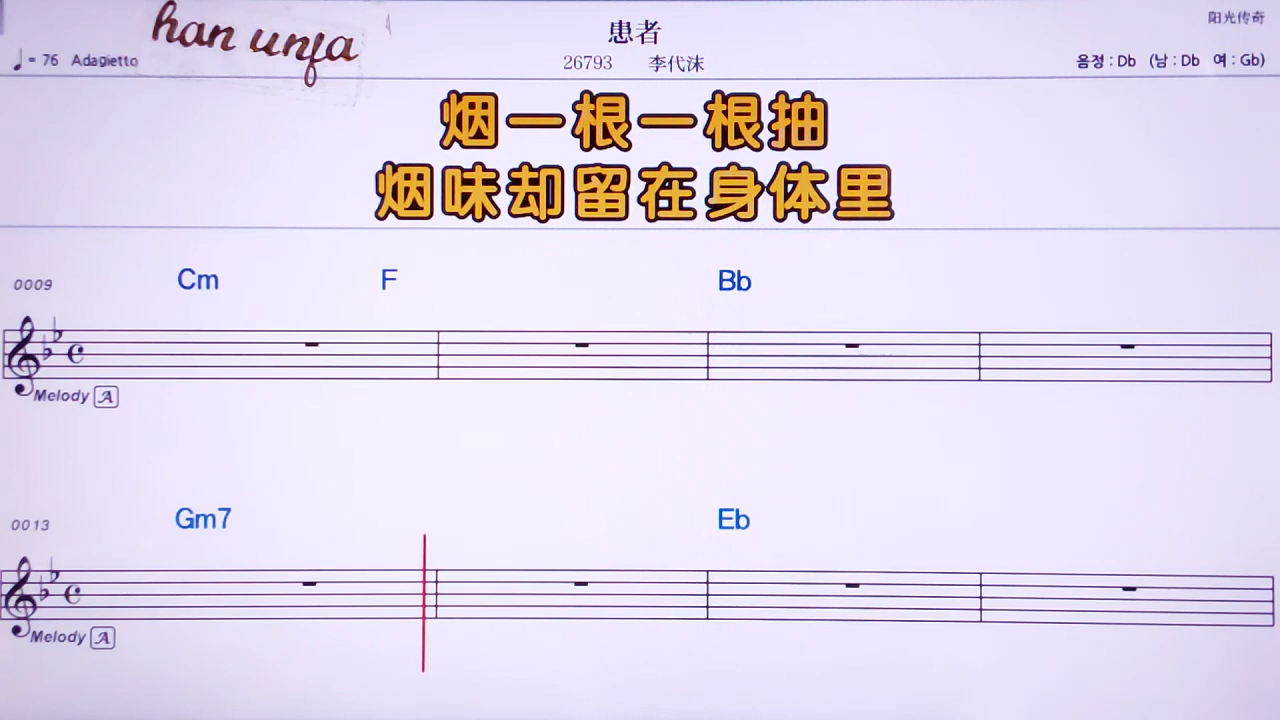 han unfa
患者
阳光传奇
♩= 76 Adagietto
26793 李代沫
음정 : Db (남 : Db 여 : Gb)
烟一根一根抽
烟味却留在身体里
0009 Cm F Bb
Melody A
0013 Gm7 Eb
Melody A